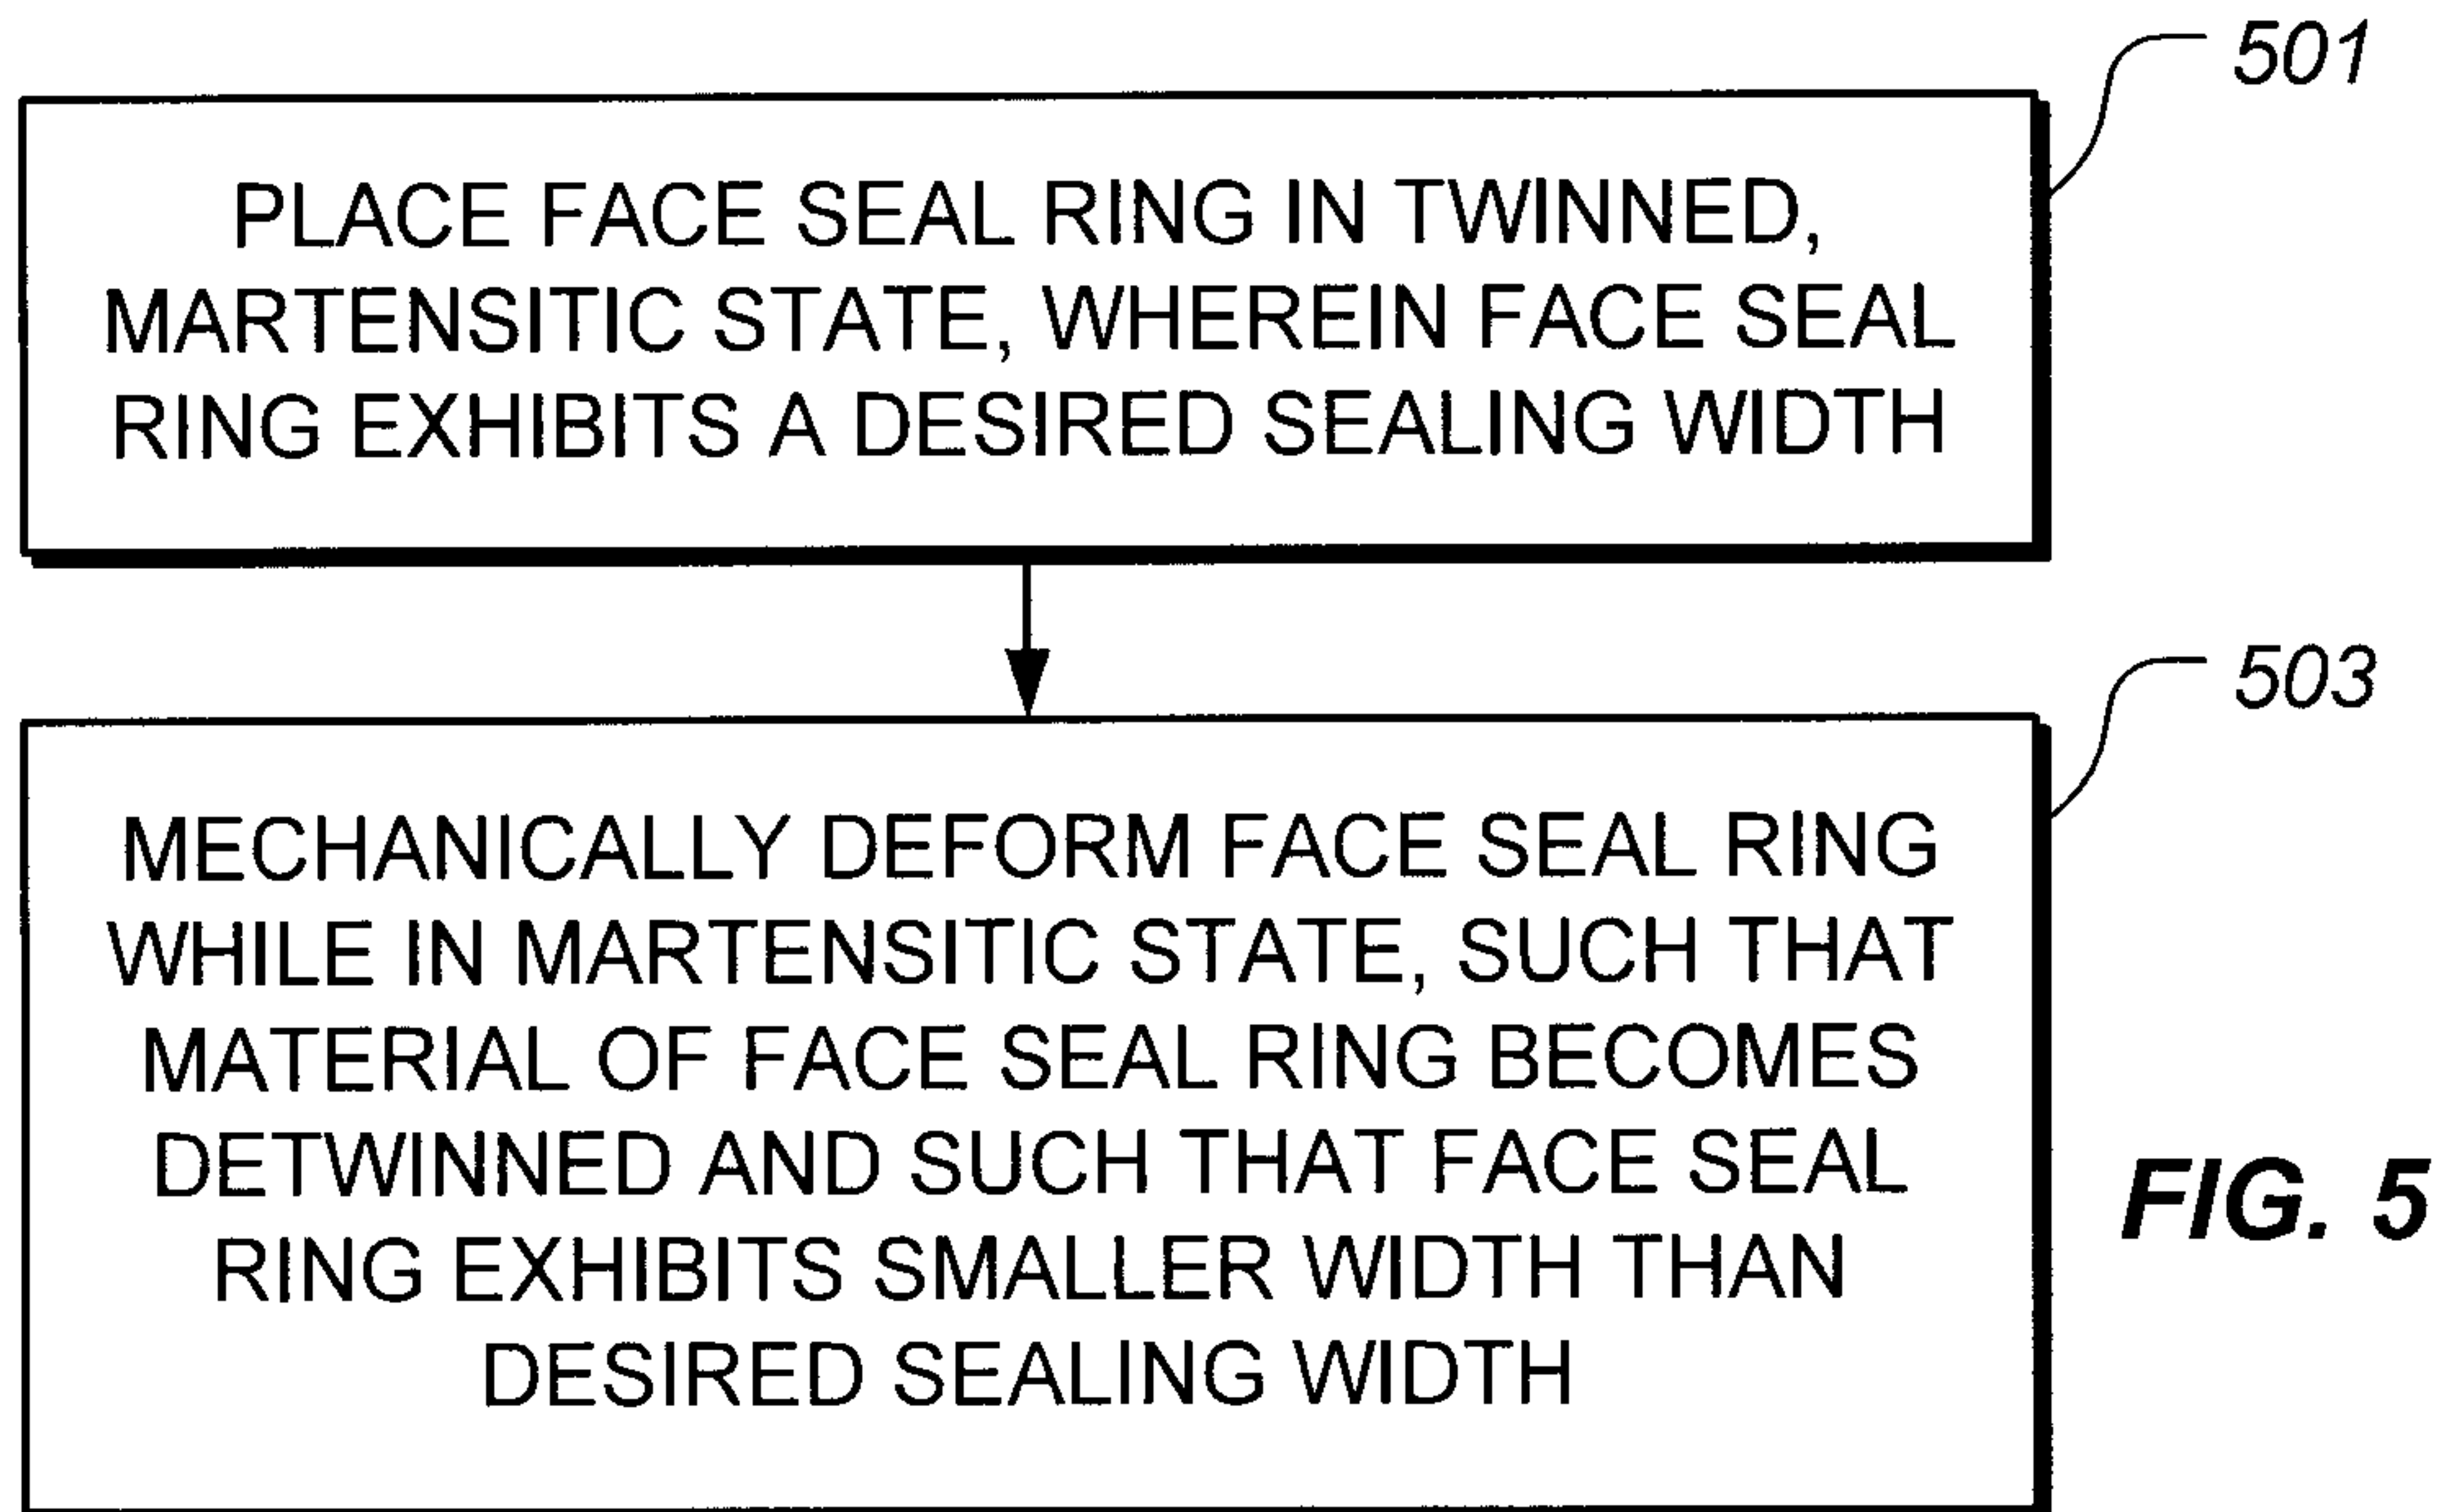 501
PLACE FACE SEAL RING IN TWINNED,
MARTENSITIC STATE, WHEREIN FACE SEAL
RING EXHIBITS A DESIRED SEALING WIDTH
503
MECHANICALLY DEFORM FACE SEAL RING
WHILE IN MARTENSITIC STATE, SUCH THAT
MATERIAL OF FACE SEAL RING BECOMES
DETWINNED AND SUCH THAT FACE SEAL
RING EXHIBITS SMALLER WIDTH THAN
DESIRED SEALING WIDTH
FIG. 5